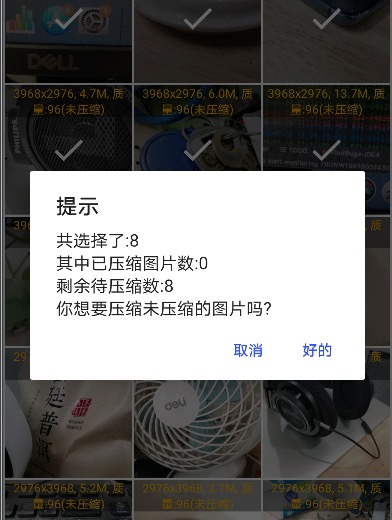 DELL
3968x2976, 4.7M, 质
量:96(未压缩)
3968x2976, 6.0M, 质
量:96(未压缩)
3968x2976, 13.7M, 质
量:96(未压缩)
PHILIPS
提示
共选择了:8
其中已压缩图片数:0
剩余待压缩数:8
你想要压缩未压缩的图片吗?
取消
好的
deli
2976x3968, 5.2M, 质
量:96(未压缩)
2976x3968, 3.7M, 质
量:96(未压缩)
2976x3968, 5.1M, 质
量:96(未压缩)